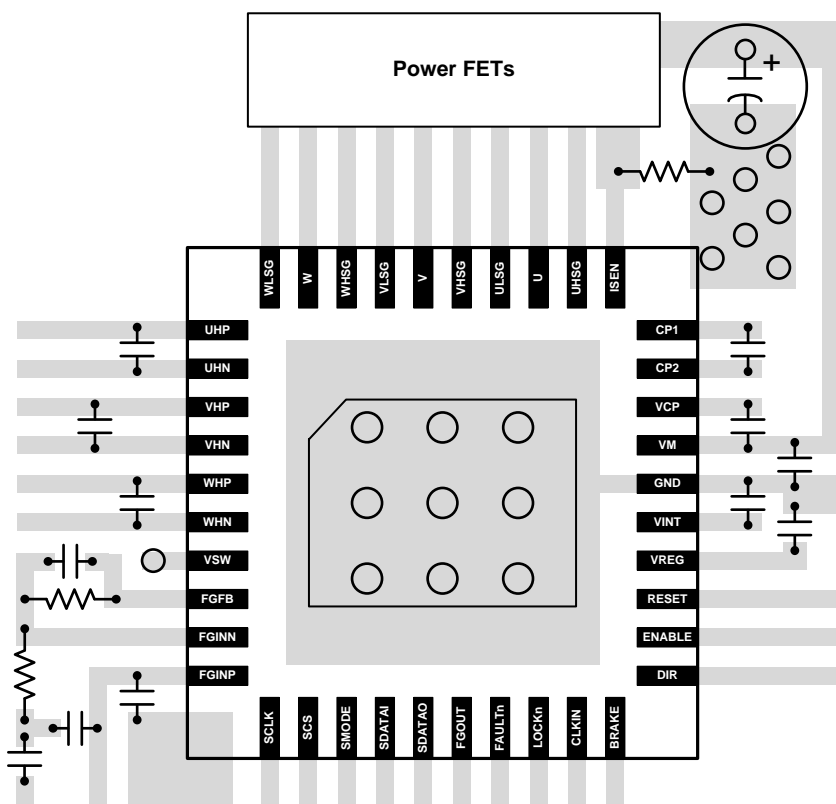 Power FETs
+
WLSG
W
WHSG
VLSG
V
VHSG
ULSG
U
UHSG
ISEN
UHP
UHN
VHP
VHN
WHP
WHN
VSW
FGFB
FGINN
FGINP
CP1
CP2
VCP
VM
GND
VINT
VREG
RESET
ENABLE
DIR
SCLK
SCS
SMODE
SDATAI
SDATAO
FGOUT
FAULTn
LOCKn
CLKIN
BRAKE